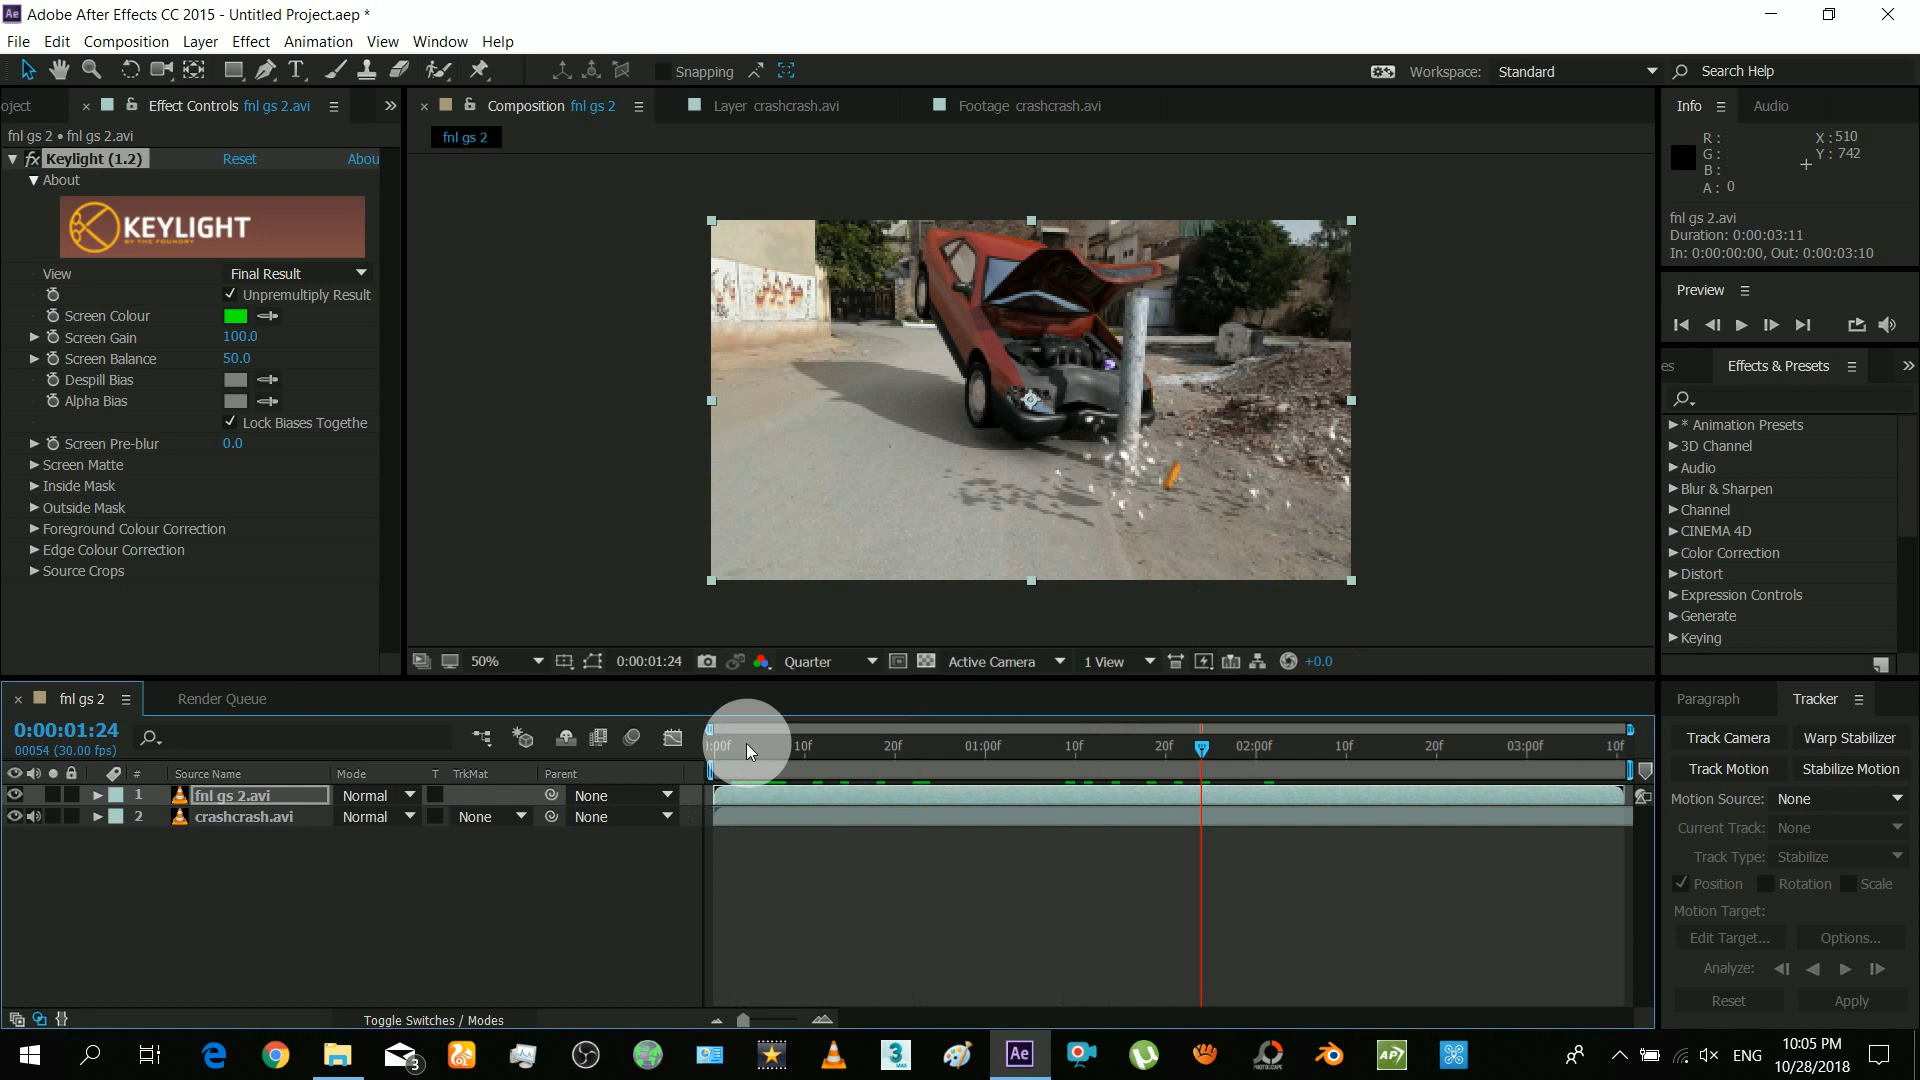 Adobe After Effects CC 2015 - Untitled Project.aep *
File Edit Composition Layer Effect Animation View Window Help
Snapping
Workspace: Standard
Search Help
oject
Effect Controls fnl gs 2.avi
Composition fnl gs 2
Layer crashcrash.avi
Footage crashcrash.avi
Info
Audio
fnl gs 2 • fnl gs 2.avi
fnl gs 2
Keylight (1.2) Reset Abou
About
KEYLIGHT
BY THE FOUNDRY
View Final Result
Unpremultiply Result
Screen Colour
Screen Gain 100.0
Screen Balance 50.0
Despill Bias
Alpha Bias
Lock Biases Togethe
Screen Pre-blur 0.0
Screen Matte
Inside Mask
Outside Mask
Foreground Colour Correction
Edge Colour Correction
Source Crops
50%
0:00:01:24
Quarter
Active Camera
1 View
+0.0
R :
G :
B :
A : 0
X : 510
Y : 742
fnl gs 2.avi
Duration: 0:00:03:11
In: 0:00:00:00, Out: 0:00:03:10
Preview
es
Effects & Presets
* Animation Presets
3D Channel
Audio
Blur & Sharpen
Channel
CINEMA 4D
Color Correction
Distort
Expression Controls
Generate
Keying
fnl gs 2
Render Queue
0:00:01:24
00054 (30.00 fps)
):00f 10f 20f 01:00f 10f 20f 02:00f 10f 20f 03:00f 10f
# Source Name Mode T TrkMat Parent
1 fnl gs 2.avi Normal None
2 crashcrash.avi Normal None None
Toggle Switches / Modes
Paragraph
Tracker
Track Camera Warp Stabilizer
Track Motion Stabilize Motion
Motion Source: None
Current Track: None
Track Type: Stabilize
Position Rotation Scale
Motion Target:
Edit Target... Options...
Analyze:
Reset Apply
3
3
MAX
Ae
PHOTOSCAPE
AP7
ENG
10:05 PM
10/28/2018